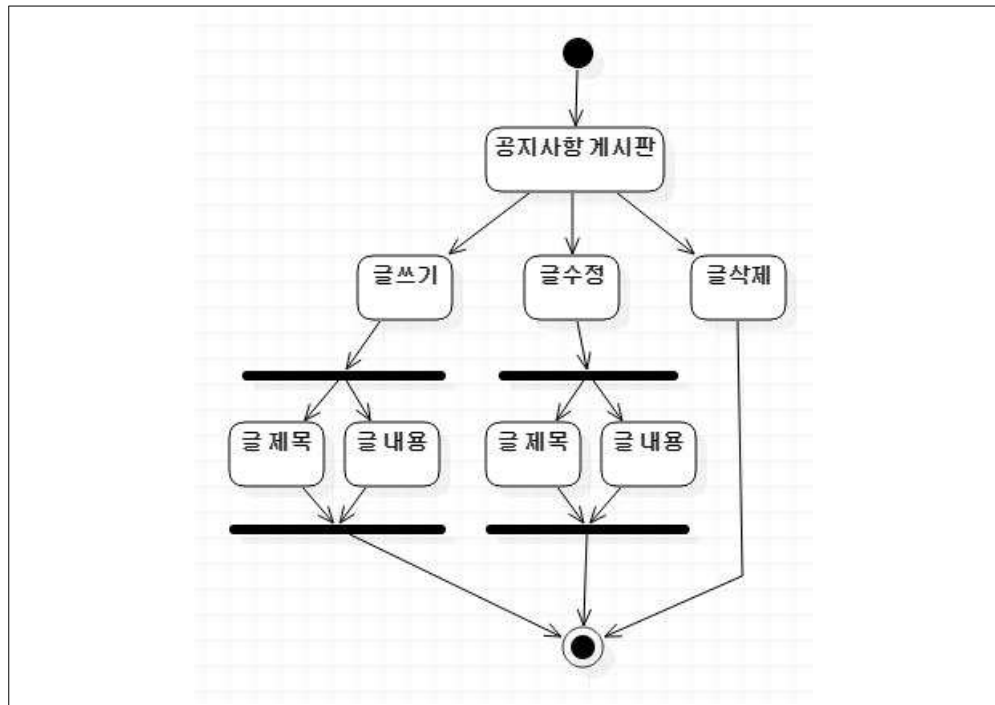 공지사항 게시판
글쓰기
글수정
글삭제
글 제목
글 내용
글 제목
글 내용